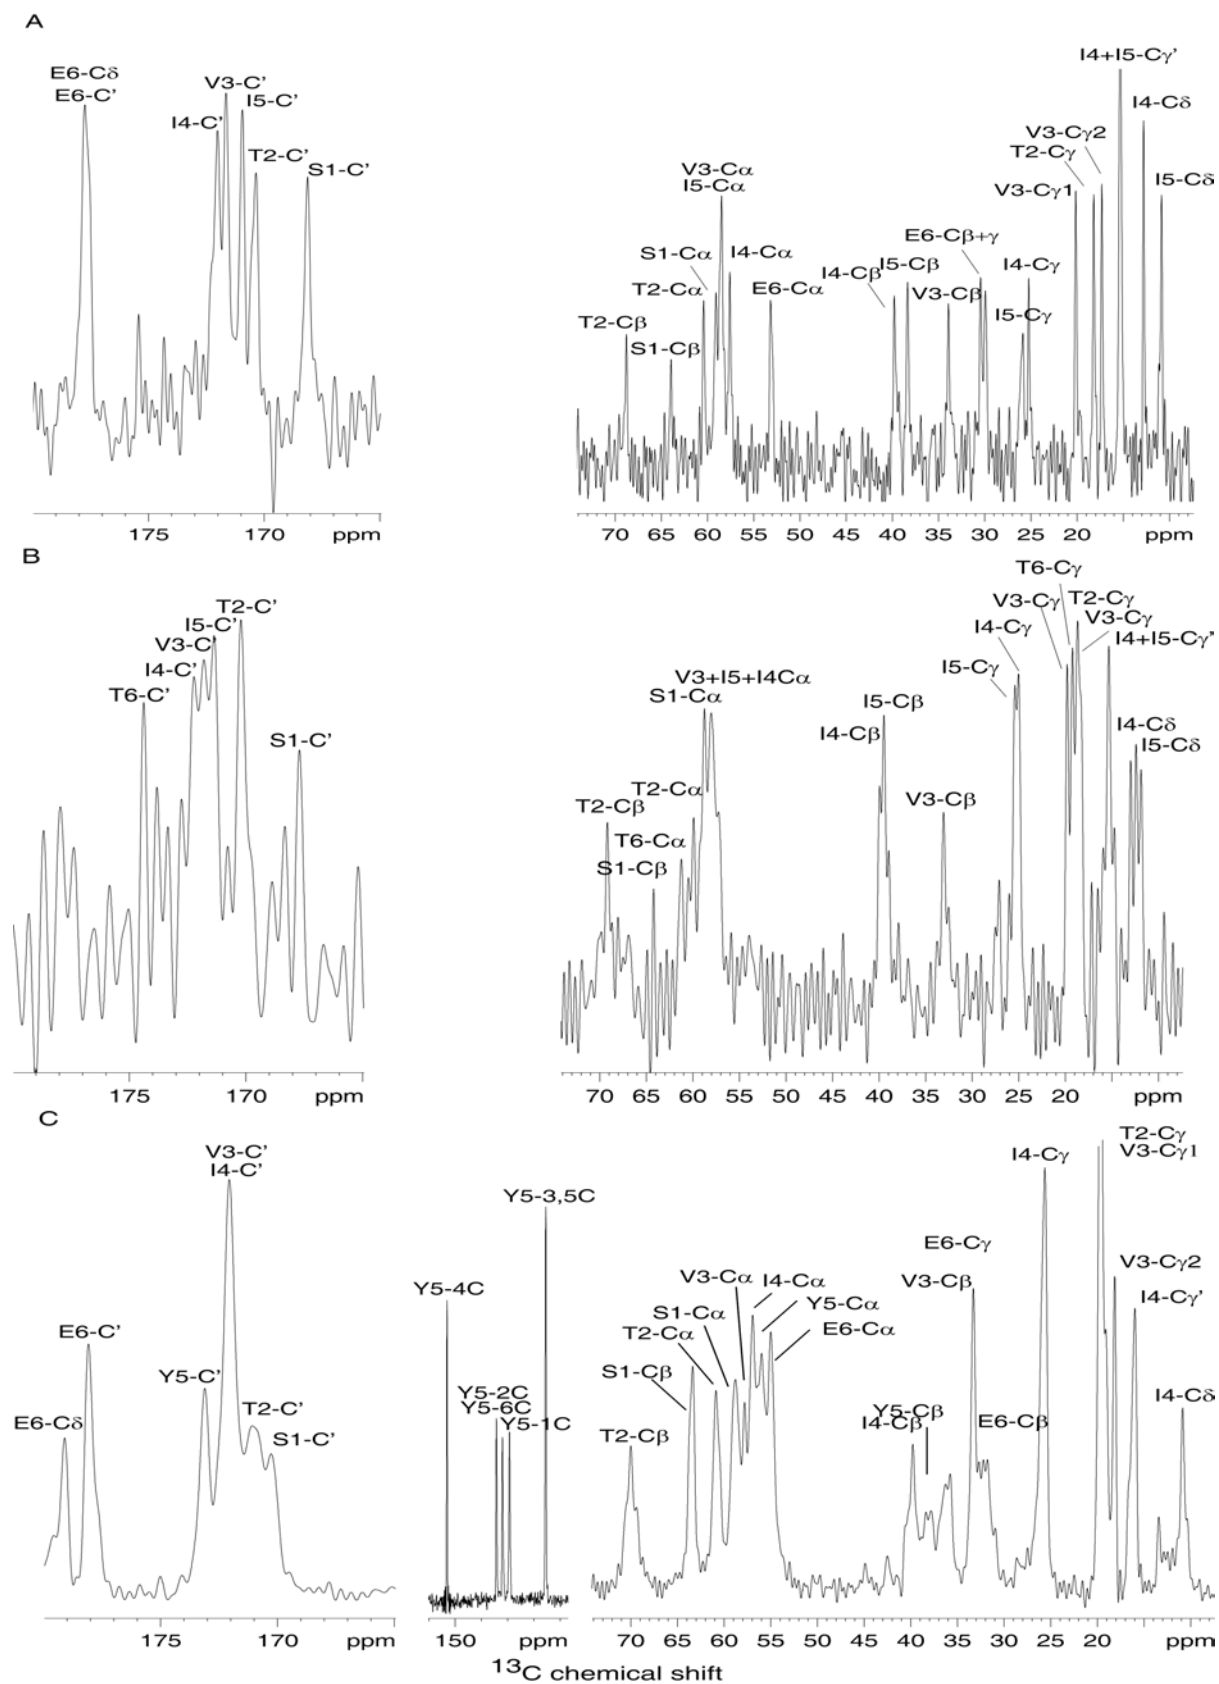 A
E6-Cδ
E6-C'
V3-C'
I5-C'
I4-C'
T2-C'
S1-C'
I4+I5-Cγ'
I4-Cδ
V3-Cγ2
T2-Cγ
V3-Cγ1
I5-Cδ
V3-Cα
I5-Cα
S1-Cα
I4-Cα
T2-Cα
E6-Cα
E6-Cβ+γ
I4-Cβ
I5-Cβ
I4-Cγ
V3-Cβ
I5-Cγ
T2-Cβ
S1-Cβ
175 170 ppm
70 65 60 55 50 45 40 35 30 25 20 ppm
B
T2-C'
I5-C'
V3-C'
I4-C'
T6-C'
S1-C'
T6-Cγ
V3-Cγ
T2-Cγ
I4-Cγ
V3-Cγ
I5-Cγ
I4+I5-Cγ'
V3+I5+I4Cα
S1-Cα
I5-Cβ
I4-Cβ
I4-Cδ
I5-Cδ
T2-Cα
T2-Cβ
V3-Cβ
T6-Cα
S1-Cβ
175 170 ppm
70 65 60 55 50 45 40 35 30 25 20 ppm
C
V3-C'
I4-C'
E6-C'
Y5-C'
E6-Cδ
T2-C'
S1-C'
Y5-3,5C
Y5-4C
Y5-2C
Y5-6C
Y5-1C
T2-Cγ
V3-Cγ1
I4-Cγ
E6-Cγ
V3-Cγ2
V3-Cα
I4-Cα
V3-Cβ
I4-Cγ'
S1-Cα
Y5-Cα
T2-Cα
E6-Cα
S1-Cβ
I4-Cδ
T2-Cβ
Y5-Cβ
I4-Cβ
E6-Cβ
175 170 ppm
150 ppm
70 65 60 55 50 45 40 35 30 25 20 ppm
13C chemical shift